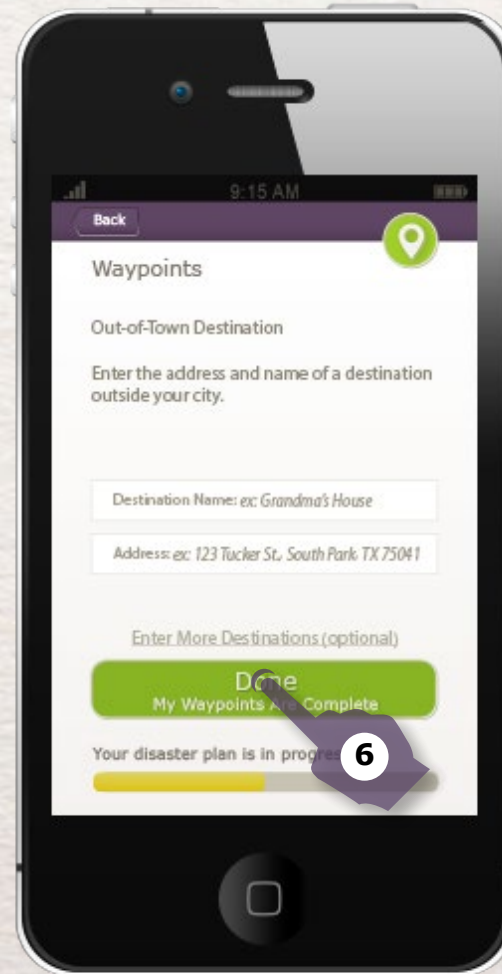 9:15 AM
Back
Waypoints
Out-of-Town Destination
Enter the address and name of a destination
outside your city.
Destination Name: ex: Grandma's House
Address: ex: 123 Tucker St., South Park, TX 75041
Enter More Destinations (optional)
Done
My Waypoints Are Complete
Your disaster plan is in
6